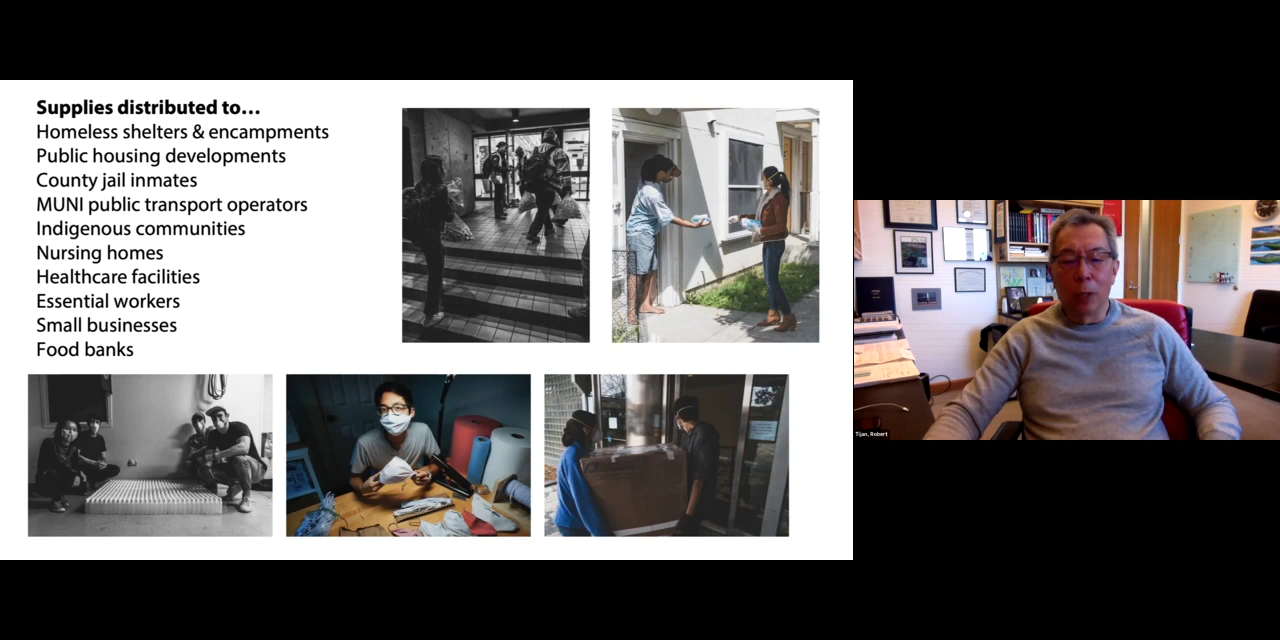 Supplies distributed to…
Homeless shelters & encampments
Public housing developments
County jail inmates
MUNI public transport operators
Indigenous communities
Nursing homes
Healthcare facilities
Essential workers
Small businesses
Food banks
Tijan, Robert